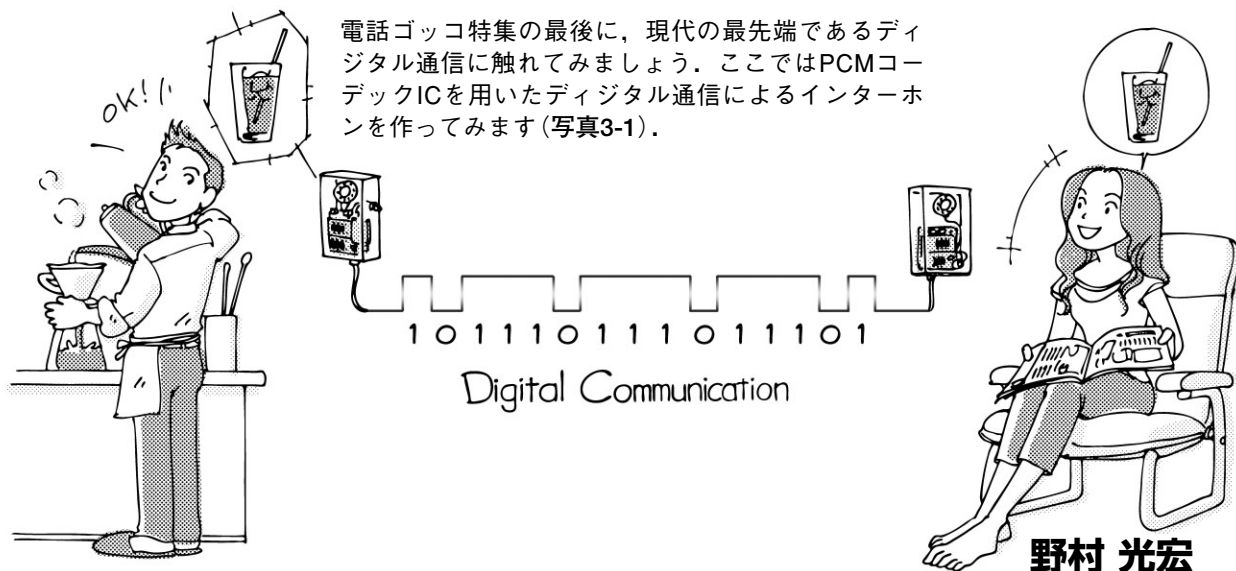 電話ゴッコ特集の最後に，現代の最先端であるディ
ジタル通信に触れてみましょう．ここではPCMコー
デックICを用いたディジタル通信によるインターホ
ンを作ってみます(写真3-1)．
OK!!
1 0 1 1 1 0 1 1 1 0 1 1 1 0 1
Digital Communication
野村 光宏